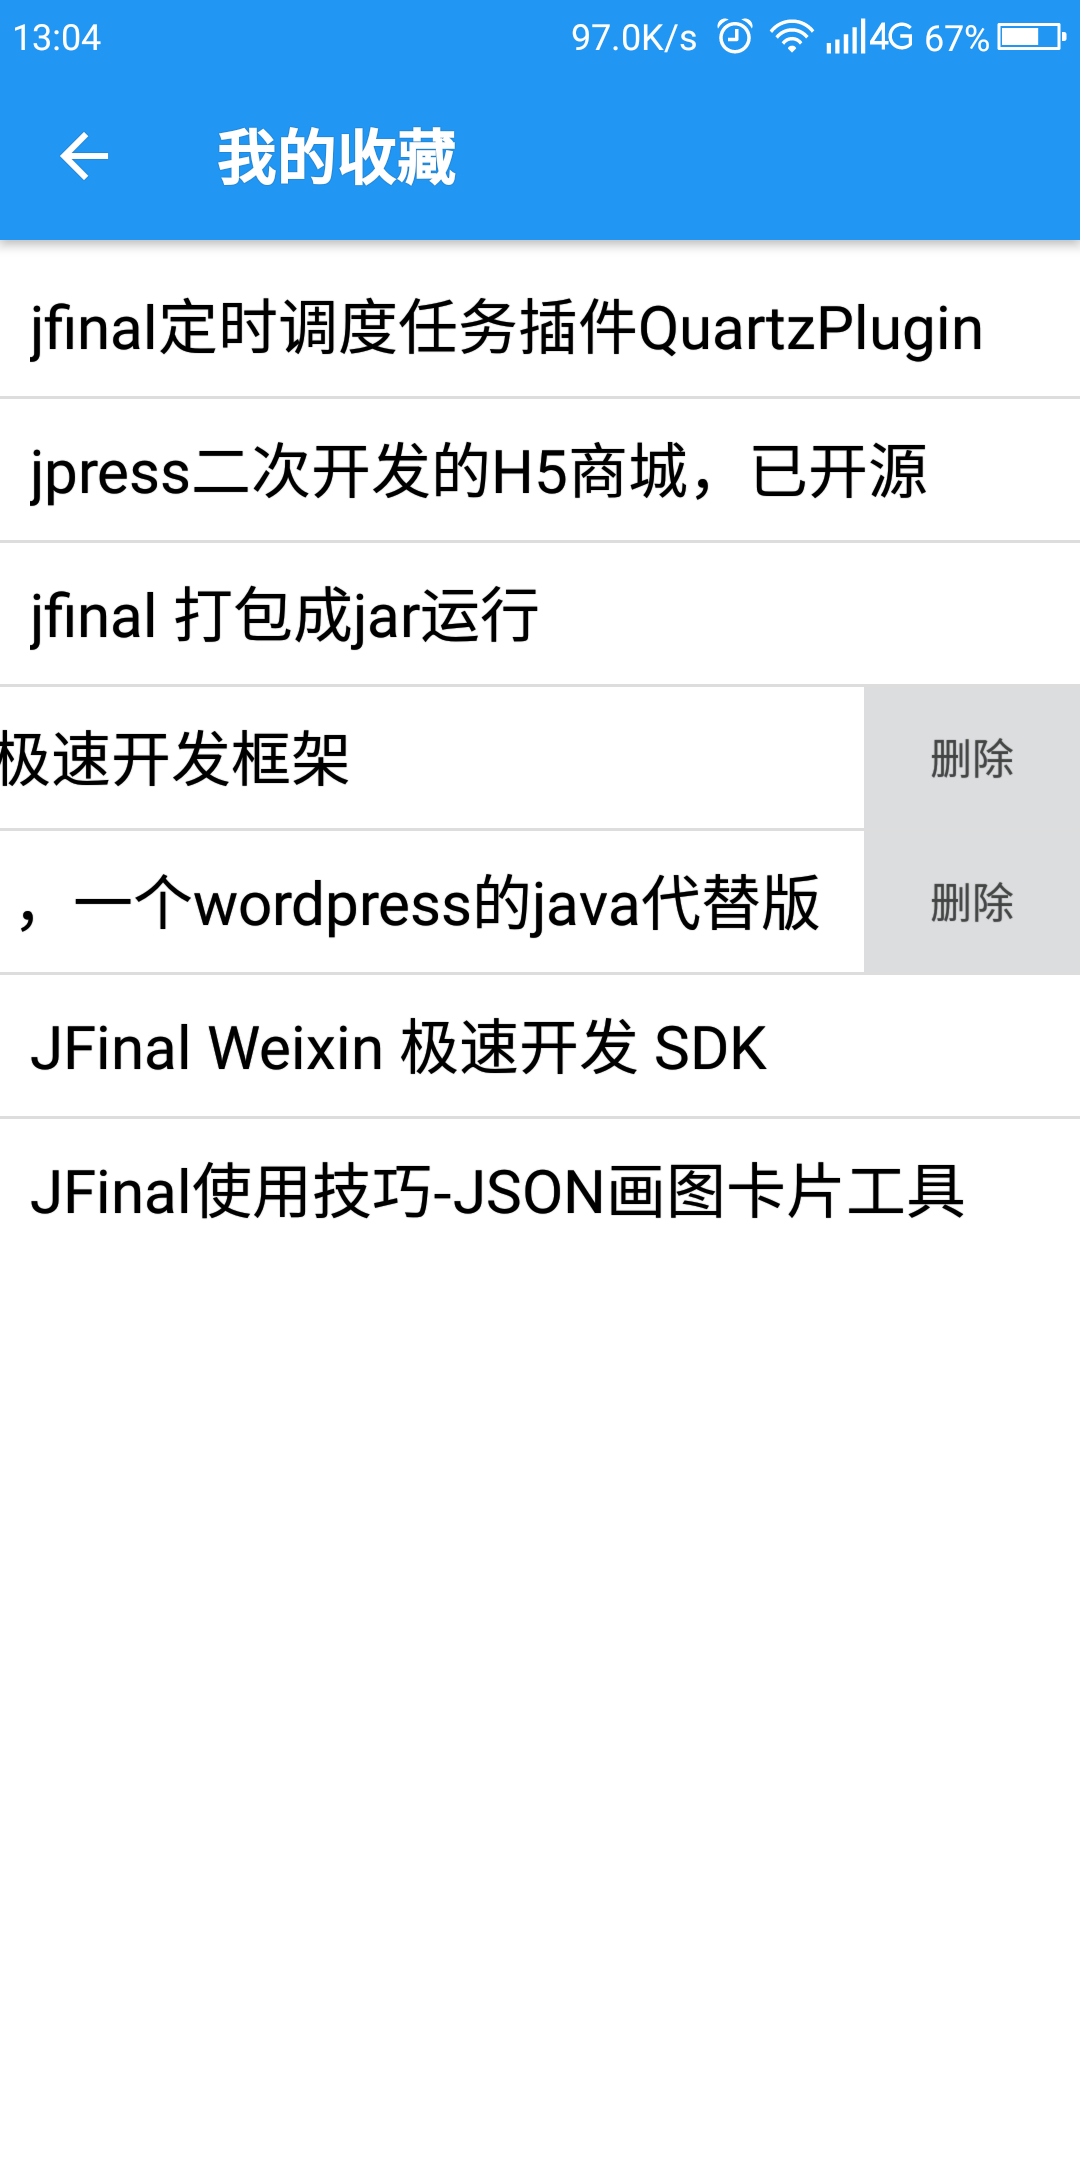 13:04 97.0K/s 4G 67%
我的收藏
jfinal定时调度任务插件QuartzPlugin
jpress二次开发的H5商城，已开源
jfinal 打包成jar运行
极速开发框架 删除
，一个wordpress的java代替版 删除
JFinal Weixin 极速开发 SDK
JFinal使用技巧-JSON画图卡片工具